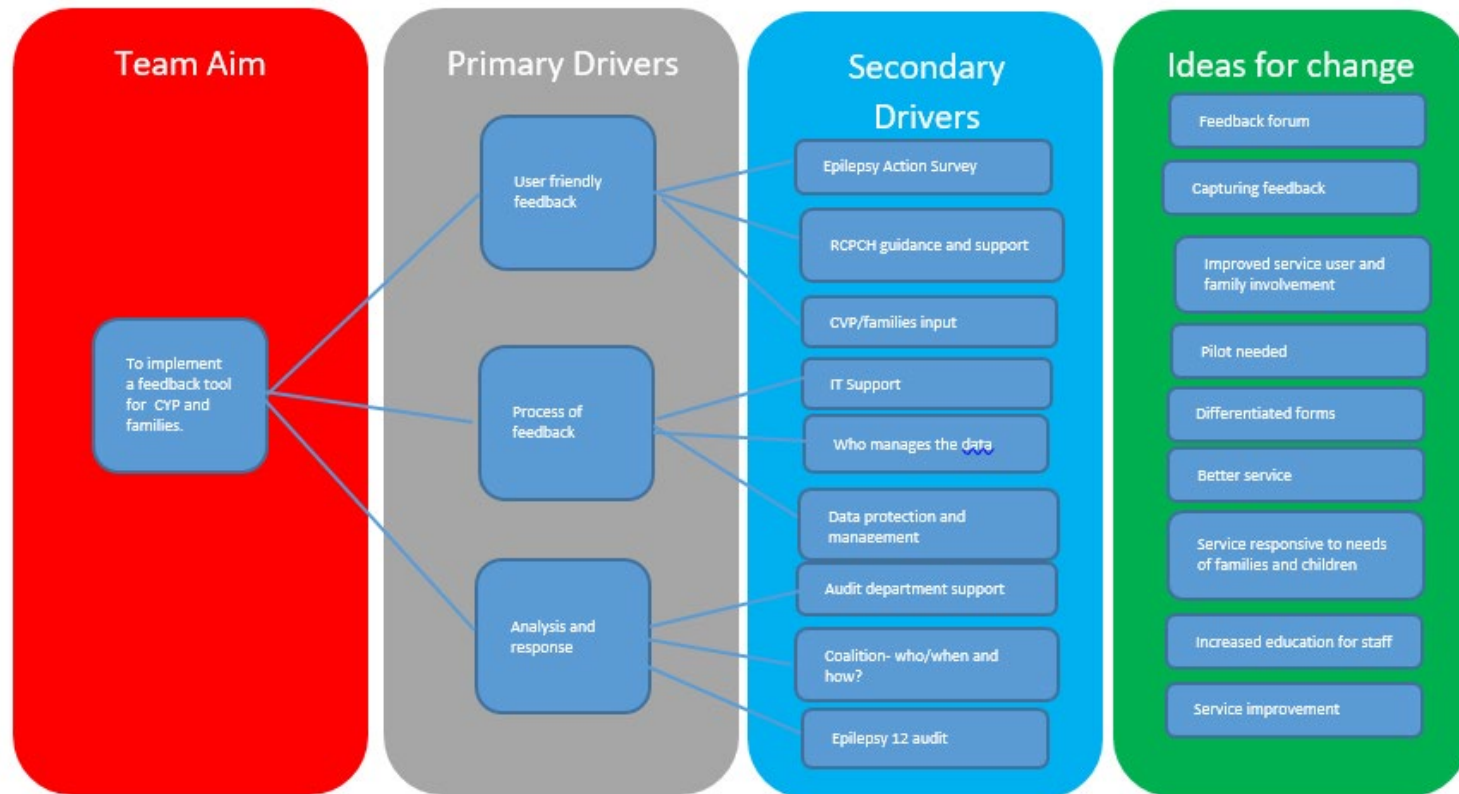 Team Aim
To implement
a feedback tool
for CYP and
families.
Primary Drivers
User friendly
feedback
Process of
feedback
Analysis and
response
Secondary
Drivers
Epilepsy Action Survey
RCPCH guidance and support
CVP/families input
IT Support
Who manages the data
Data protection and
management
Audit department support
Coalition- who/when and
how?
Epilepsy 12 audit
Ideas for change
Feedback forum
Capturing feedback
Improved service user and
family involvement
Pilot needed
Differentiated forms
Better service
Service responsive to needs
of families and children
Increased education for staff
Service improvement